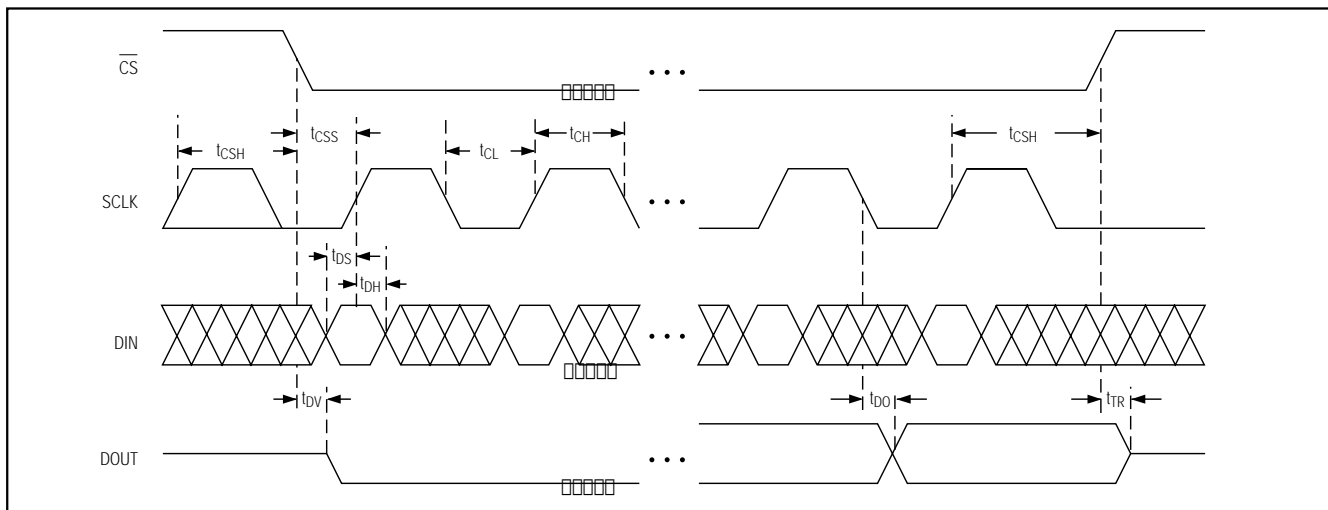 CS
• • •
tCSH
tCSS
tCL
tCH
tCSH
SCLK
• • •
tDS
tDH
DIN
• • •
tDV
tDO
tTR
DOUT
• • •